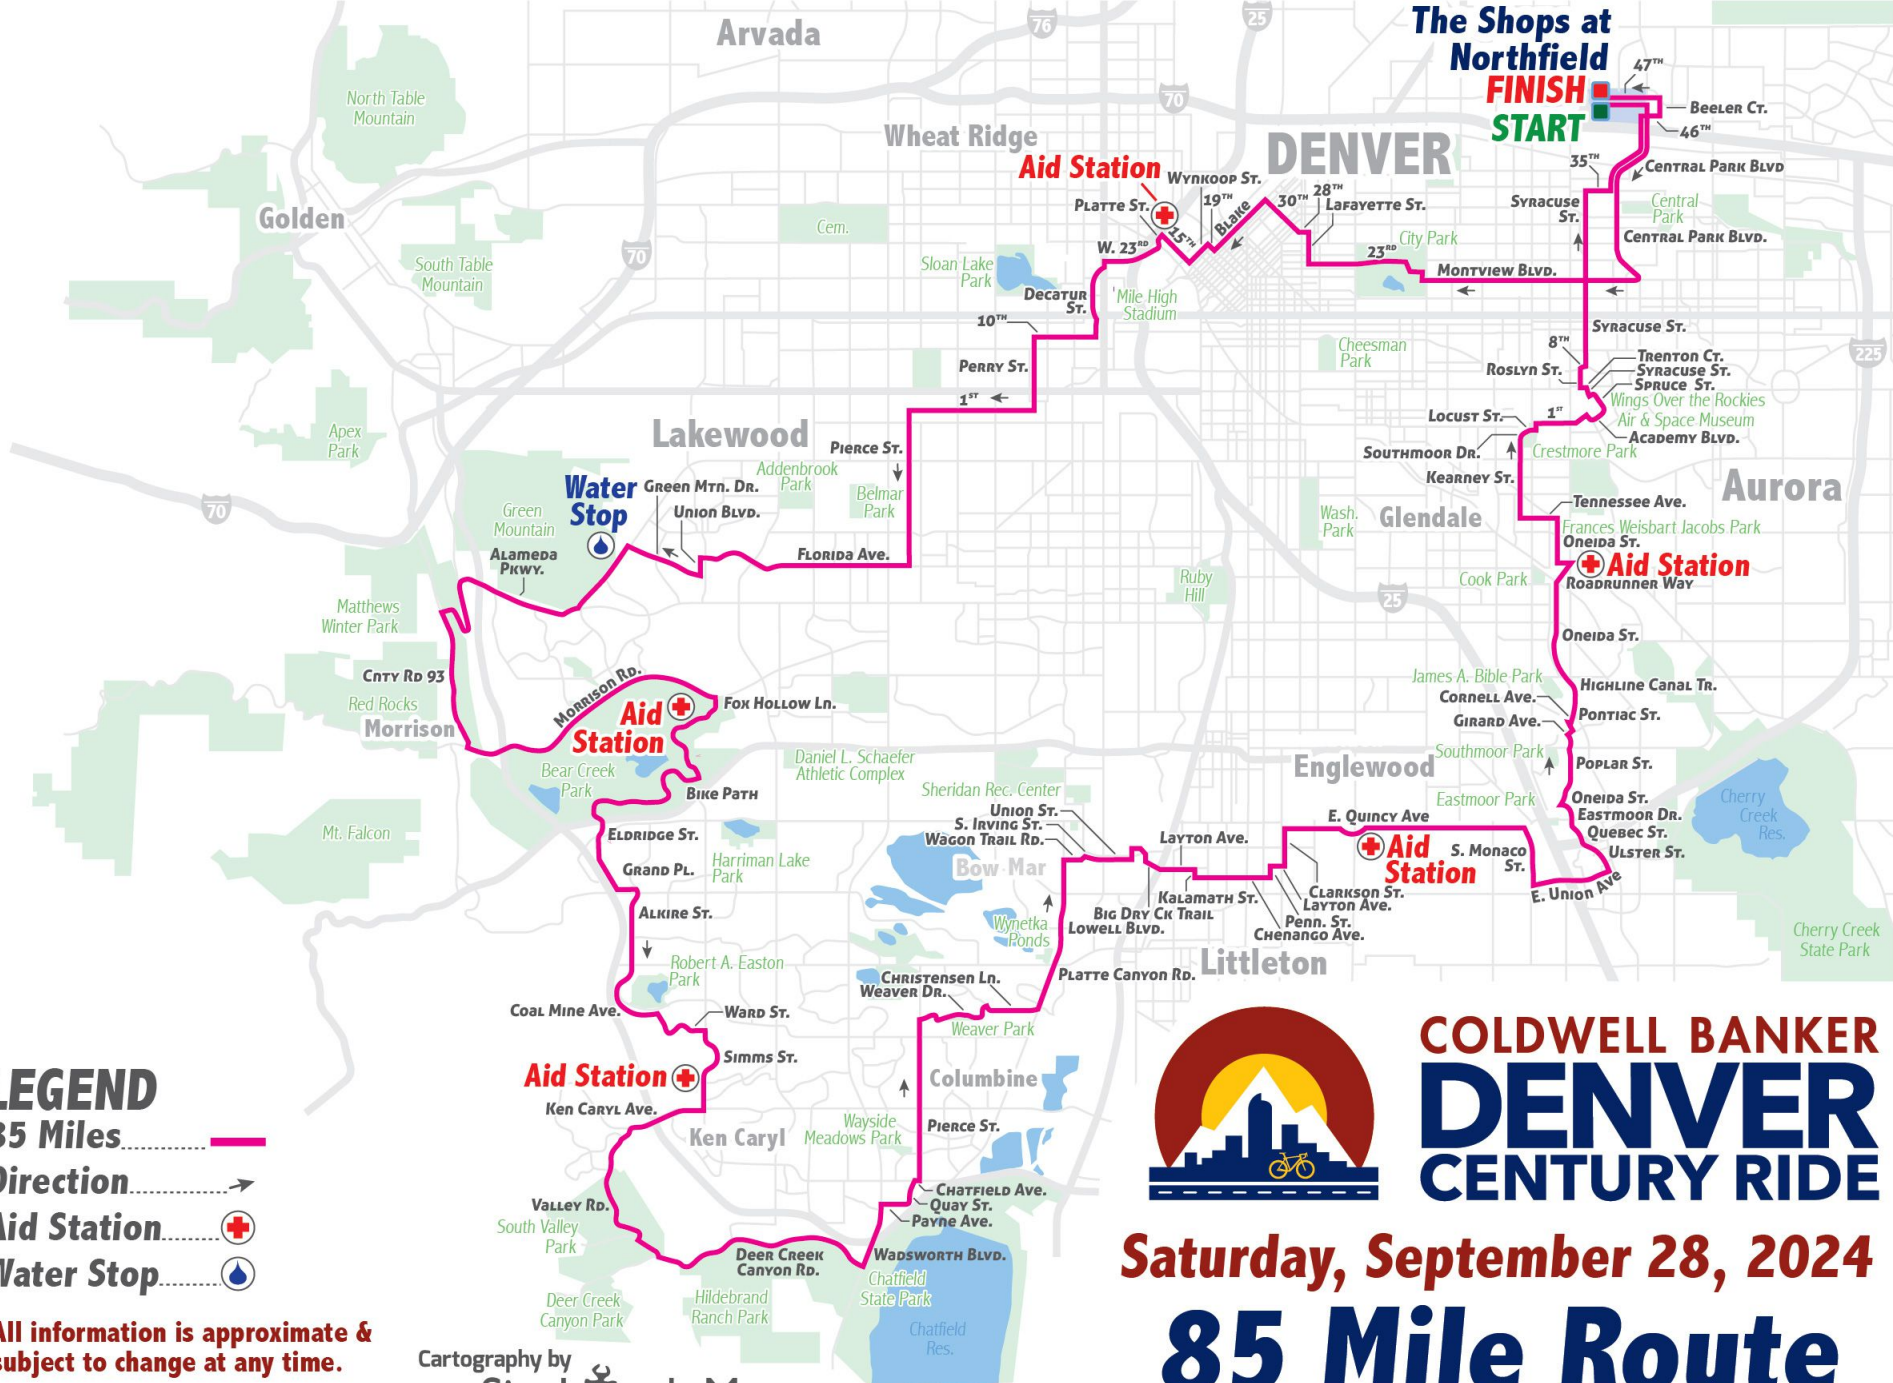 The Shops at
Northfield
FINISH
START
47TH
Beeler Ct.
46TH
35TH
Central Park Blvd
Syracuse
St.
Central
Park
Central Park Blvd.
Arvada
76
25
70
Wheat Ridge
DENVER
Aid Station
Wynkoop St.
Platte St.
19TH
Blake
15TH
30TH
28TH
Lafayette St.
W. 23RD
23RD
City Park
Montview Blvd.
North Table
Mountain
Golden
South Table
Mountain
70
Cem.
Sloan Lake
Park
Decatur
St.
Mile High
Stadium
10TH
Perry St.
1ST
Cheesman
Park
Syracuse St.
8TH
Trenton Ct.
Roslyn St.
Syracuse St.
Spruce St.
225
Wings Over the Rockies
Air & Space Museum
Locust St.
1ST
Academy Blvd.
Southmoor Dr.
Crestmore Park
Kearney St.
Aurora
Tennessee Ave.
Frances Weisbart Jacobs Park
Oneida St.
Aid Station
Roadrunner Way
Cook Park
Glendale
Wash.
Park
25
Ruby
Hill
Apex
Park
Lakewood
Pierce St.
Addenbrook
Park
Belmar
Park
Water
Stop
Green Mtn. Dr.
Union Blvd.
Green
Mountain
Alameda
Pkwy.
Florida Ave.
70
Matthews
Winter Park
Cnty Rd 93
Red Rocks
Morrison
Morrison Rd.
Fox Hollow Ln.
Aid
Station
Bear Creek
Park
Bike Path
Daniel L. Schaefer
Athletic Complex
Oneida St.
James A. Bible Park
Highline Canal Tr.
Cornell Ave.
Pontiac St.
Girard Ave.
Southmoor Park
Poplar St.
Eastmoor Park
Oneida St.
Eastmoor Dr.
Quebec St.
Ulster St.
Cherry
Creek
Res.
Englewood
Sheridan Rec. Center
Union St.
S. Irving St.
Wagon Trail Rd.
Bow Mar
Layton Ave.
E. Quincy Ave
Aid
Station
S. Monaco
St.
E. Union Ave
Eldridge St.
Mt. Falcon
Harriman Lake
Park
Grand Pl.
Alkire St.
Kalamath St.
Big Dry Ck Trail
Lowell Blvd.
Clarkson St.
Layton Ave.
Penn. St.
Chenango Ave.
Wynetka
Ponds
Littleton
Cherry Creek
State Park
Robert A. Easton
Park
Christensen Ln.
Weaver Dr.
Platte Canyon Rd.
Coal Mine Ave.
Ward St.
Weaver Park
Simms St.
Aid Station
Columbine
Ken Caryl Ave.
Ken Caryl
Wayside
Meadows Park
Pierce St.
Valley Rd.
South Valley
Park
Chatfield Ave.
Quay St.
Payne Ave.
Deer Creek
Canyon Rd.
Wadsworth Blvd.
Chatfield
State Park
Deer Creek
Canyon Park
Hildebrand
Ranch Park
Chatfield
Res.
LEGEND
85 Miles
Direction
Aid Station
Water Stop
All information is approximate &
subject to change at any time.
Cartography by
COLDWELL BANKER
DENVER
CENTURY RIDE
Saturday, September 28, 2024
85 Mile Route